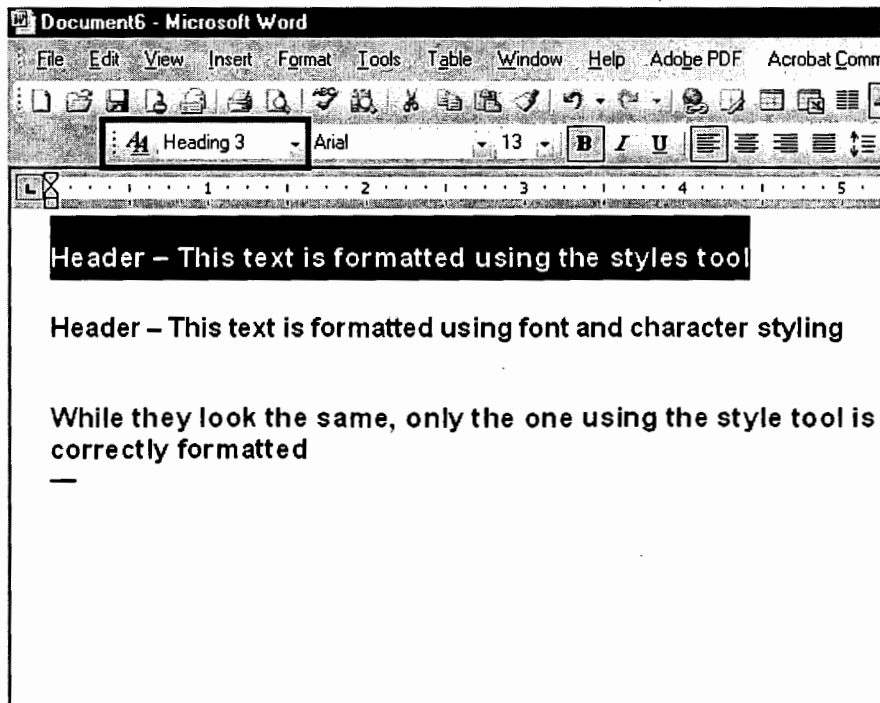 Document6 - Microsoft Word
File Edit View Insert Format Tools Table Window Help Adobe PDF Acrobat Comm
Heading 3 Arial 13 B I U
1 2 3 4 5
Header – This text is formatted using the styles tool
Header – This text is formatted using font and character styling
While they look the same, only the one using the style tool is
correctly formatted